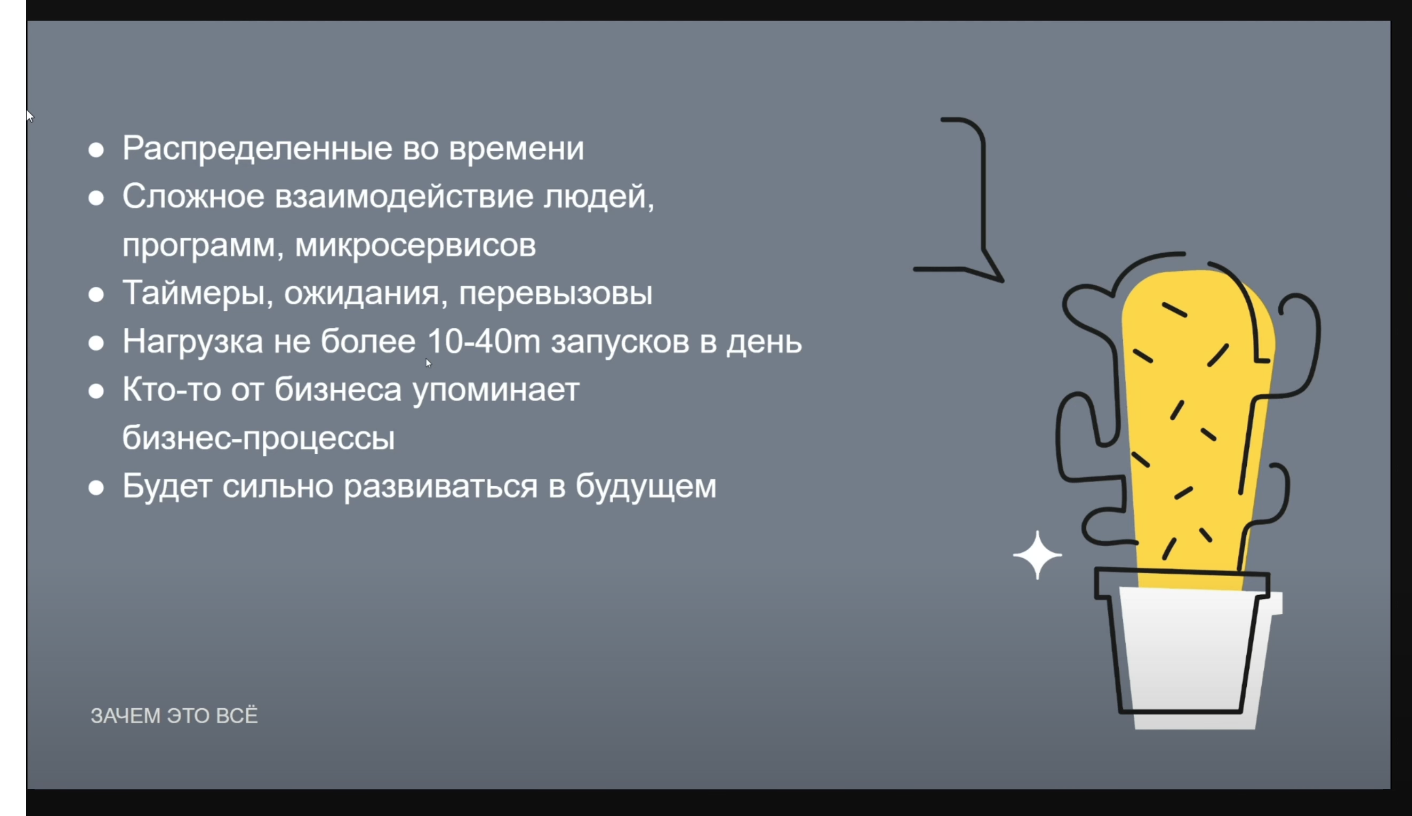 ● Распределенные во времени
● Сложное взаимодействие людей,
программ, микросервисов
● Таймеры, ожидания, перевызовы
● Нагрузка не более 10-40m запусков в день
● Кто-то от бизнеса упоминает
бизнес-процессы
● Будет сильно развиваться в будущем
ЗАЧЕМ ЭТО ВСЁ